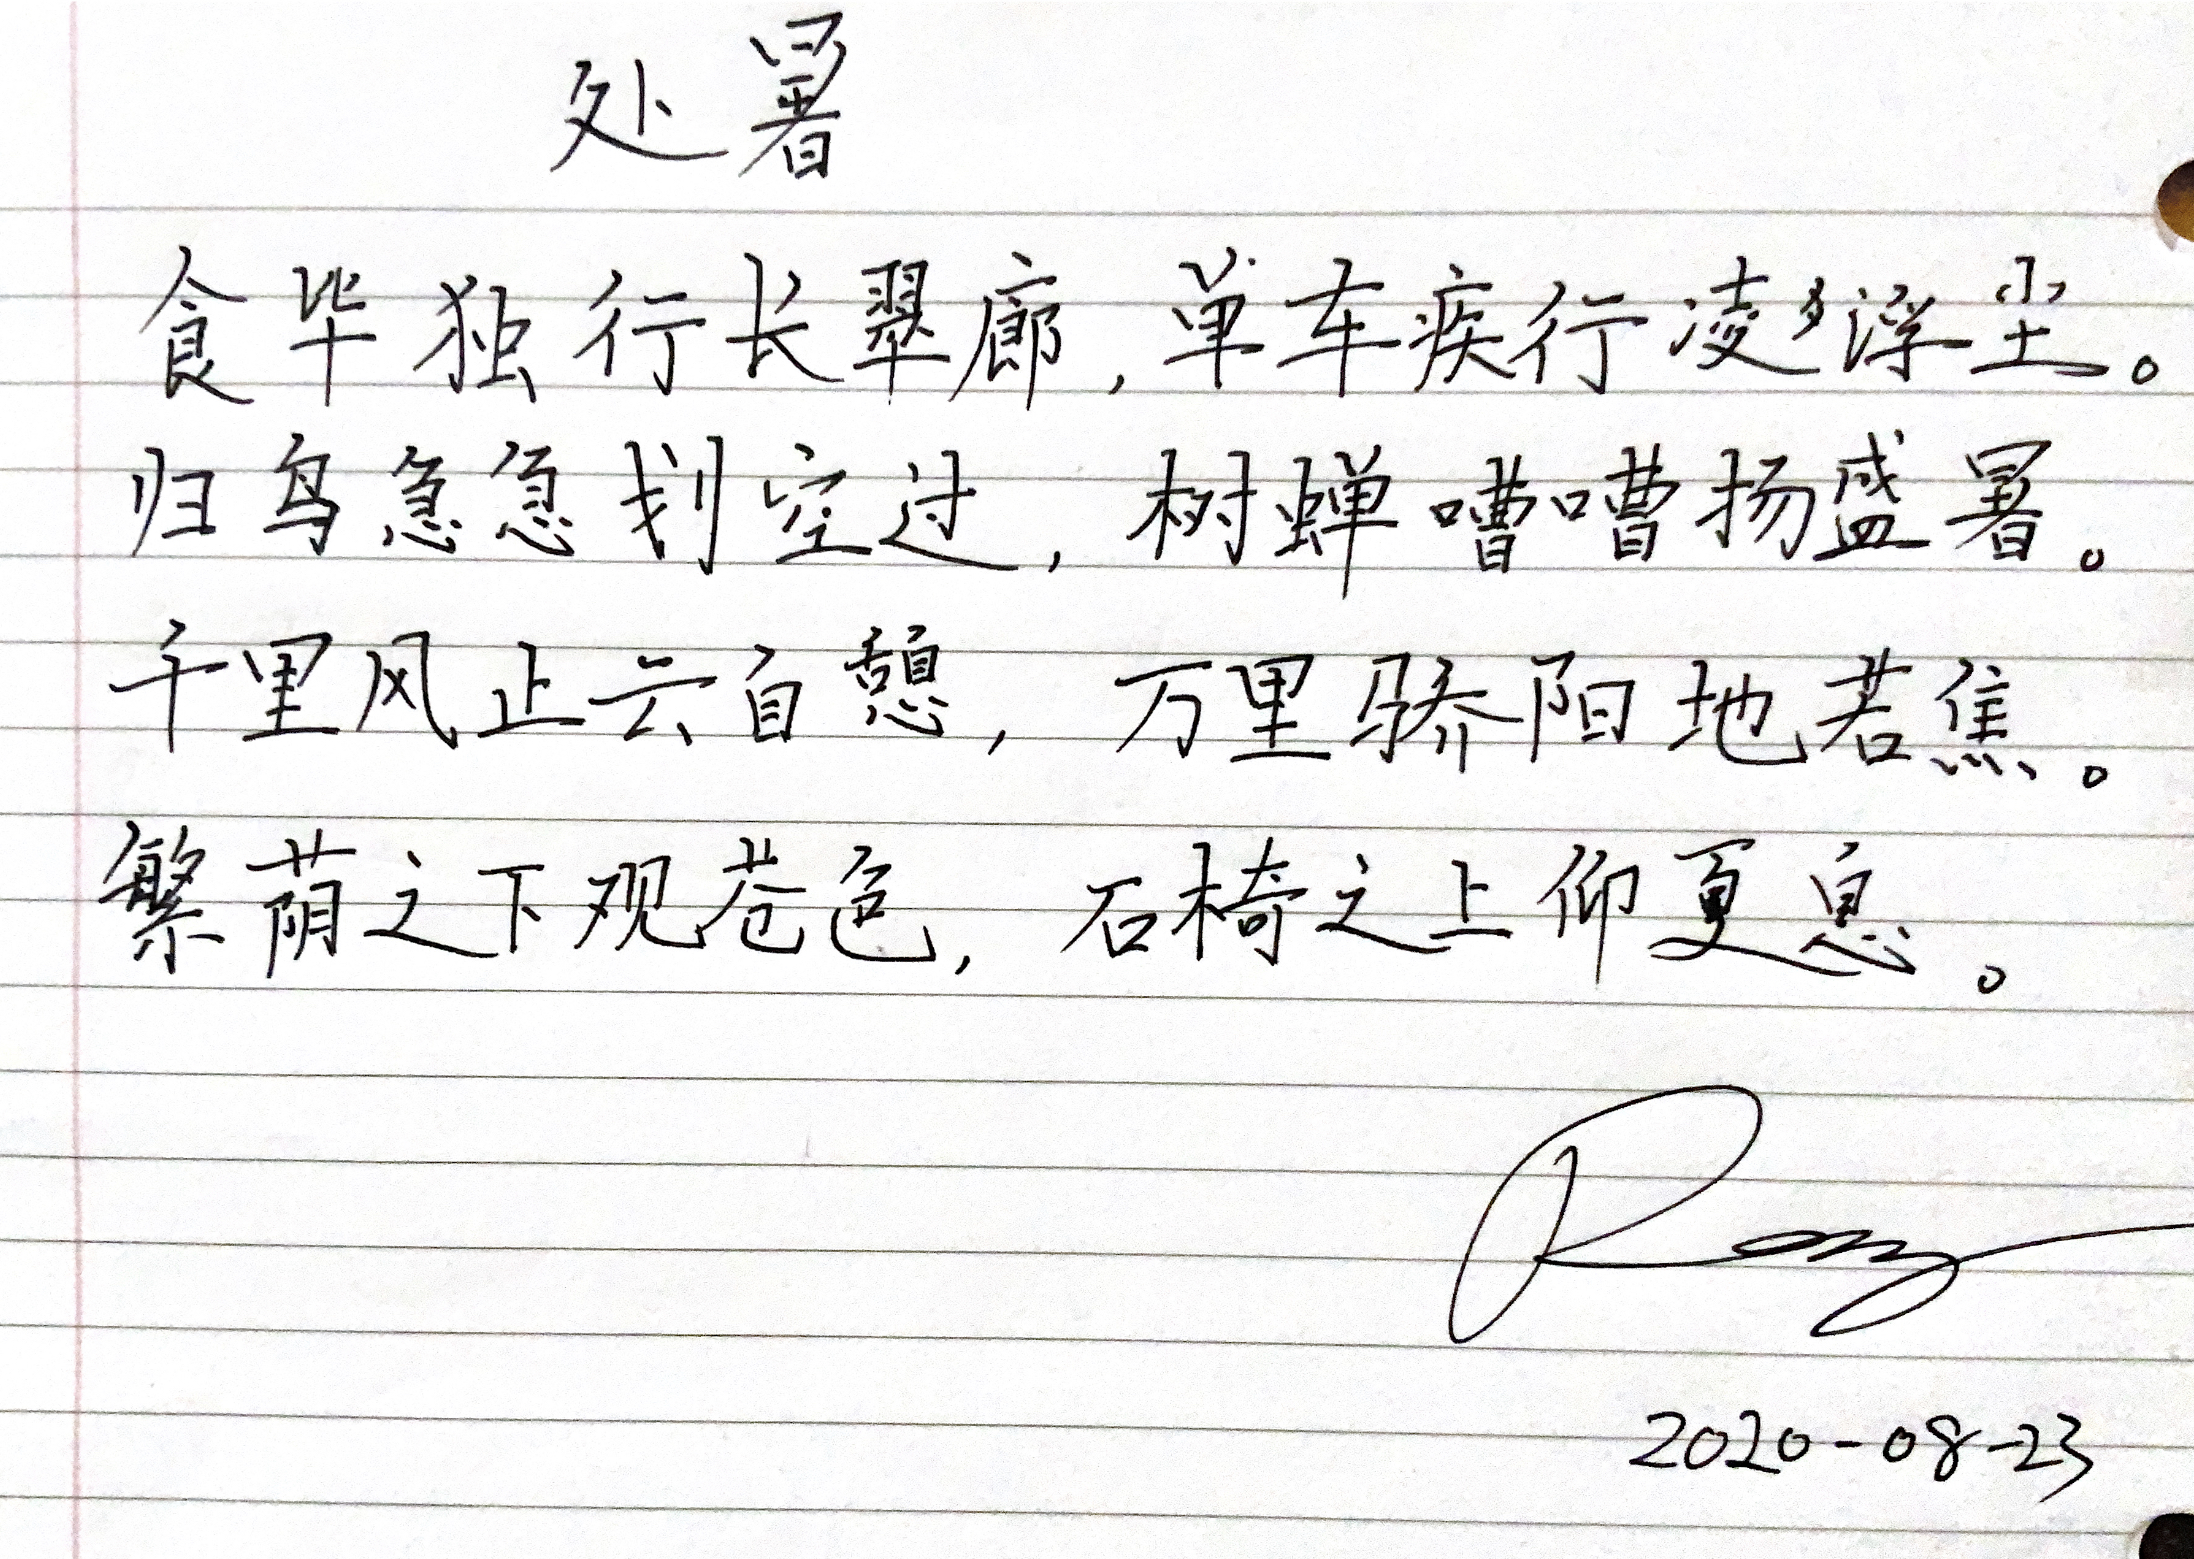 处暑
食毕独行长翠廊，单车疾行凌浮尘。
归鸟急急划空过，树蝉嘈嘈扬盛暑。
千里风止云自憩，万里骄阳地若焦。
繁荫之下观苍色，石椅之上仰夏息。
Ray
2020-08-23